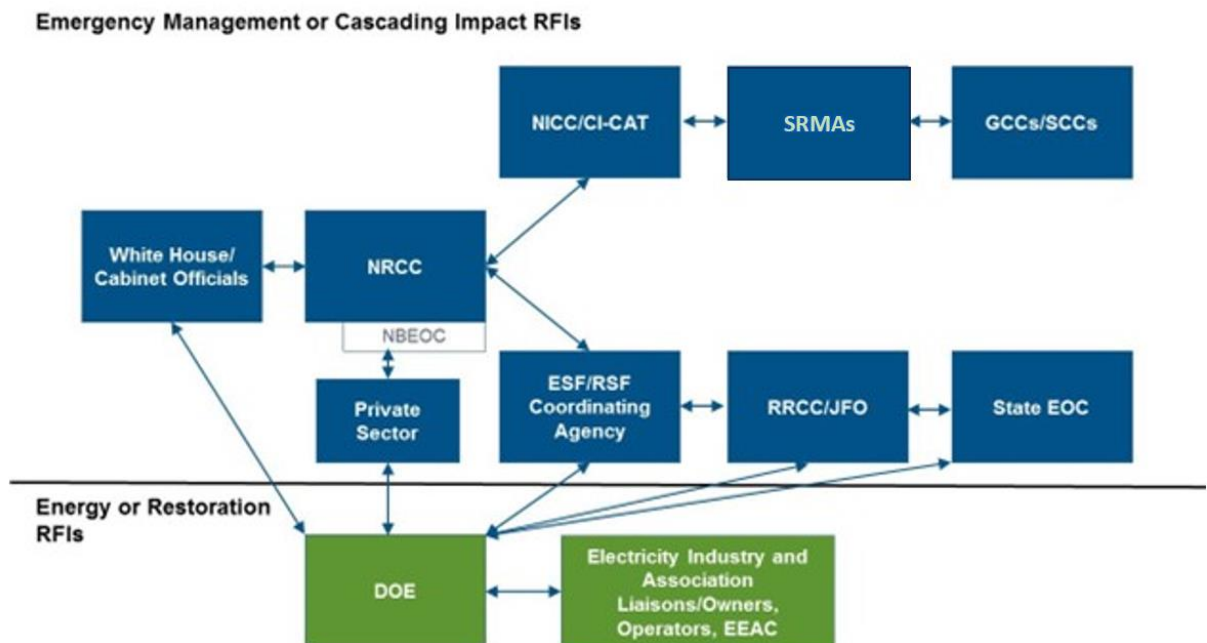 Emergency Management or Cascading Impact RFIs
NICC/CI-CAT
SRMAs
GCCs/SCCs
White House/
Cabinet Officials
NRCC
NBEOC
Private
Sector
ESF/RSF
Coordinating
Agency
RRCC/JFO
State EOC
Energy or Restoration
RFIs
DOE
Electricity Industry and
Association
Liaisons/Owners,
Operators, EEAC